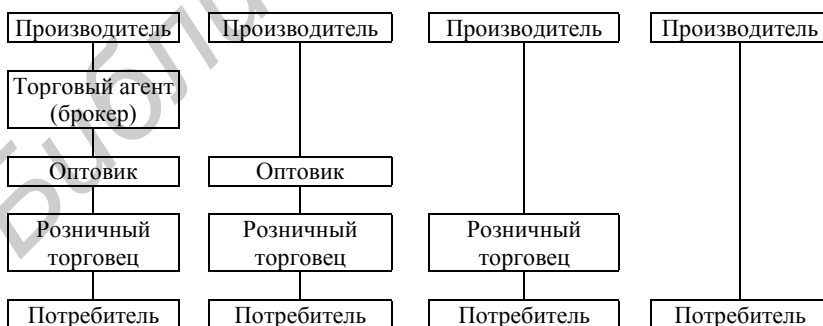 Производитель
Производитель
Производитель
Производитель
Торговый агент
(брокер)
Оптовик
Оптовик
Розничный
торговец
Розничный
торговец
Розничный
торговец
Потребитель
Потребитель
Потребитель
Потребитель